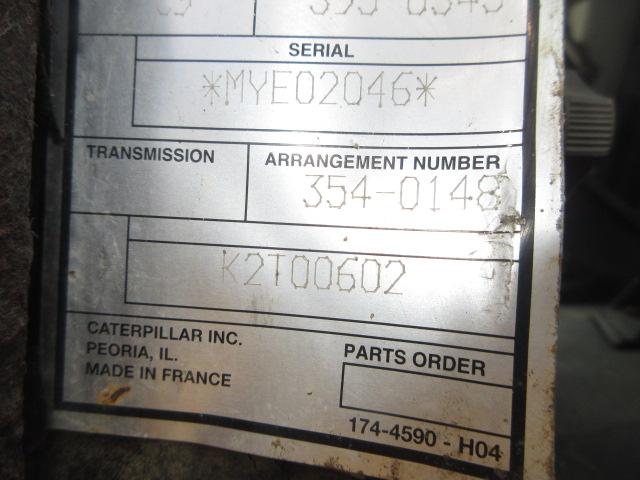 SERIAL
*MYE02046*
TRANSMISSION
ARRANGEMENT NUMBER
354-0148
K2T00602
CATERPILLAR INC.
PEORIA, IL.
MADE IN FRANCE
PARTS ORDER
174-4590 - H04